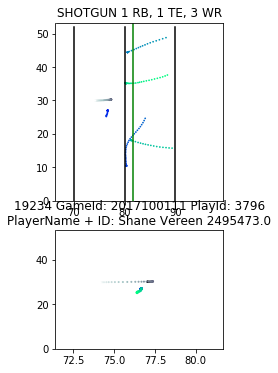 SHOTGUN 1 RB, 1 TE, 3 WR
50
40
30
20
10
0
70 80 90
19234 GameId: 2017100111 PlayId: 3796
PlayerName + ID: Shane Vereen 2495473.0
40
20
0
72.5 75.0 77.5 80.0